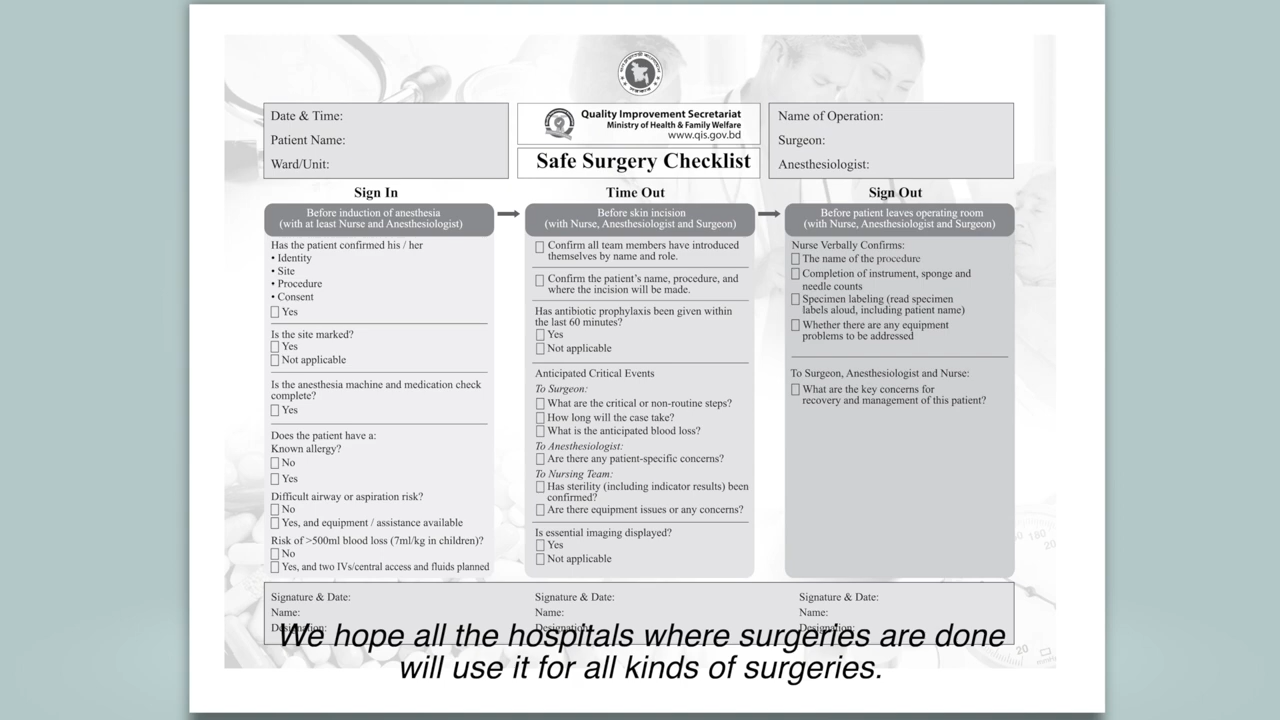 Date & Time:
Patient Name:
Ward/Unit:
Quality Improvement Secretariat
Ministry of Health & Family Welfare
www.qis.gov.bd
Safe Surgery Checklist
Name of Operation:
Surgeon:
Anesthesiologist:
Sign In
Before induction of anesthesia
(with at least Nurse and Anesthesiologist)
Has the patient confirmed his / her
• Identity
• Site
• Procedure
• Consent
Yes
Is the site marked?
Yes
Not applicable
Is the anesthesia machine and medication check
complete?
Yes
Does the patient have a:
Known allergy?
No
Yes
Difficult airway or aspiration risk?
No
Yes, and equipment / assistance available
Risk of >500ml blood loss (7ml/kg in children)?
No
Yes, and two IVs/central access and fluids planned
Time Out
Before skin incision
(with Nurse, Anesthesiologist and Surgeon)
Confirm all team members have introduced
themselves by name and role.
Confirm the patient's name, procedure, and
where the incision will be made.
Has antibiotic prophylaxis been given within
the last 60 minutes?
Yes
Not applicable
Anticipated Critical Events
To Surgeon:
What are the critical or non-routine steps?
How long will the case take?
What is the anticipated blood loss?
To Anesthesiologist:
Are there any patient-specific concerns?
To Nursing Team:
Has sterility (including indicator results) been
confirmed?
Are there equipment issues or any concerns?
Is essential imaging displayed?
Yes
Not applicable
Sign Out
Before patient leaves operating room
(with Nurse, Anesthesiologist and Surgeon)
Nurse Verbally Confirms:
The name of the procedure
Completion of instrument, sponge and
needle counts
Specimen labeling (read specimen
labels aloud, including patient name)
Whether there are any equipment
problems to be addressed
To Surgeon, Anesthesiologist and Nurse:
What are the key concerns for
recovery and management of this patient?
Signature & Date:
Name:
Designation:
Signature & Date:
Name:
Designation:
Signature & Date:
Name:
Designation:
We hope all the hospitals where surgeries are done
will use it for all kinds of surgeries.